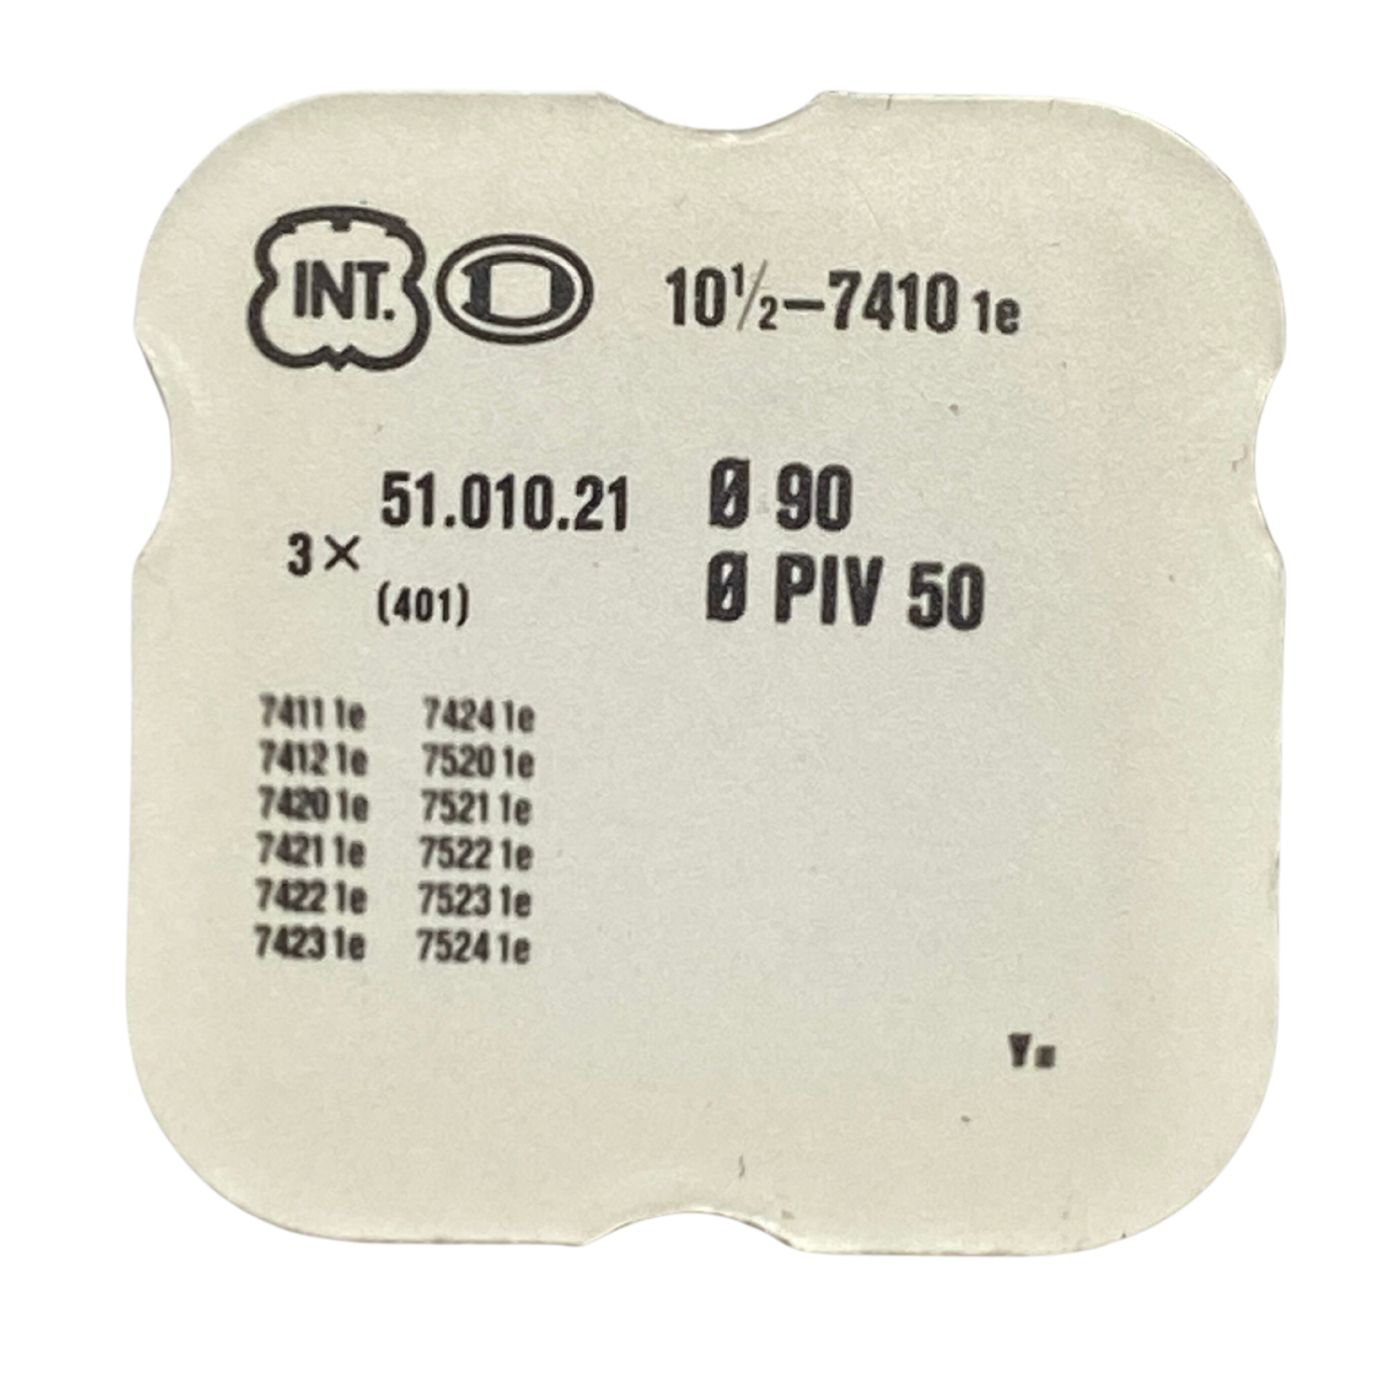 INT. D 10½–7410 1e
51.010.21 Ø 90
3×
(401) Ø PIV 50
7411 1e 7424 1e
7412 1e 7520 1e
7420 1e 7521 1e
7421 1e 7522 1e
7422 1e 7523 1e
7423 1e 7524 1e